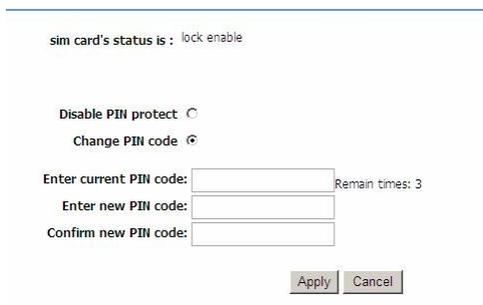 sim card's status is : lock enable
Disable PIN protect
Change PIN code
Enter current PIN code: Remain times: 3
Enter new PIN code:
Confirm new PIN code:
Apply Cancel